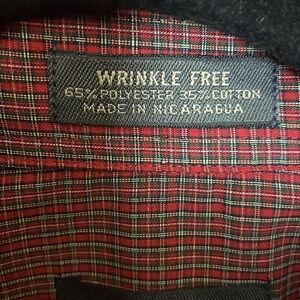 WRINKLE FREE
65% POLYESTER 35% COTTON
MADE IN NICARAGUA